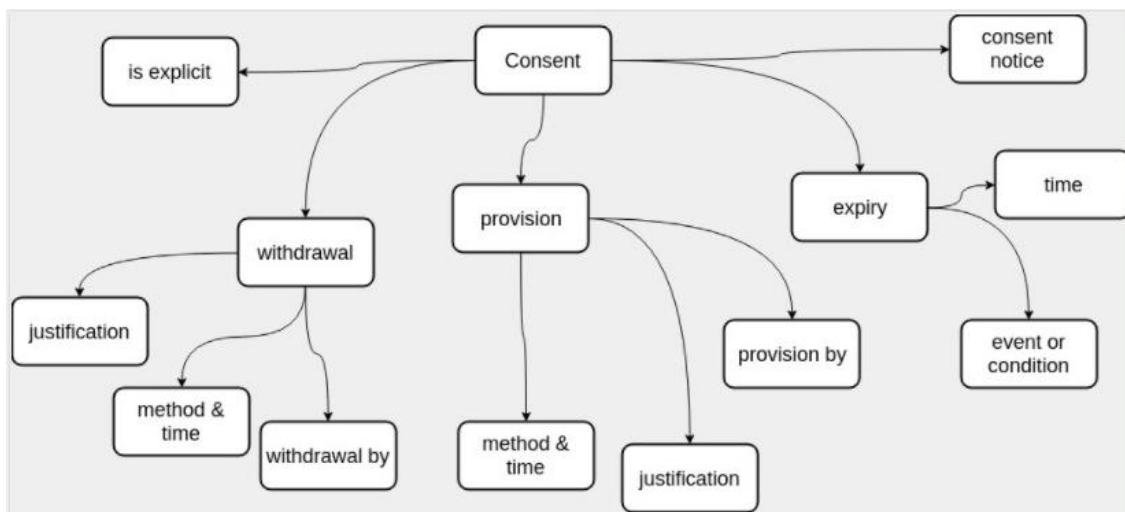 Consent
is explicit
consent
notice
withdrawal
provision
expiry
time
justification
method &
time
withdrawal by
method &
time
justification
provision by
event or
condition